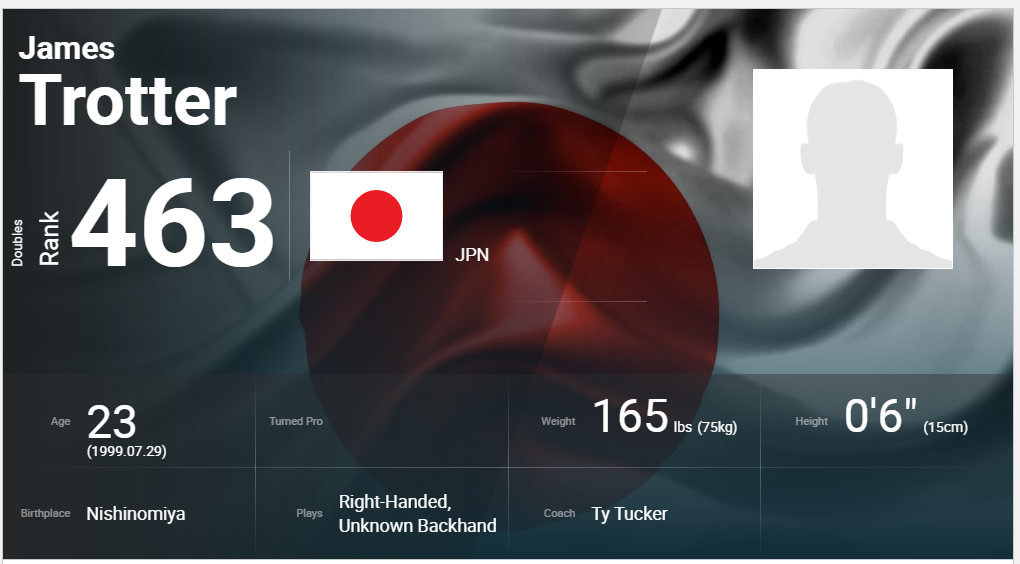 James
Trotter
Doubles
Rank
463
JPN
Age
23
(1999.07.29)
Turned Pro
Weight
165 lbs (75kg)
Height
0'6" (15cm)
Birthplace
Nishinomiya
Plays
Right-Handed,
Unknown Backhand
Coach
Ty Tucker